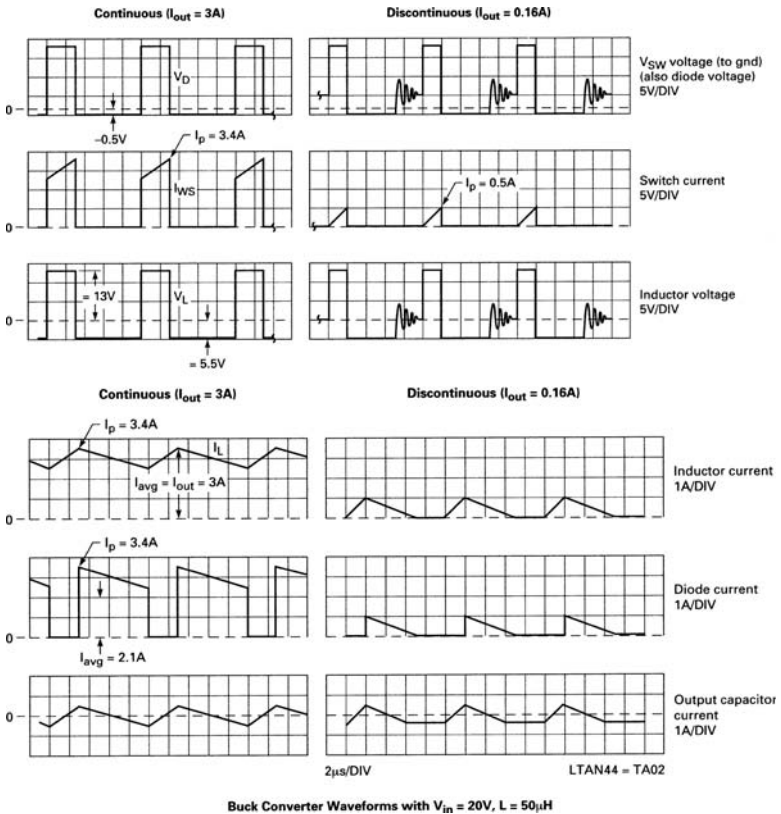 Continuous (Iout = 3A)
Discontinuous (Iout = 0.16A)
VD
0
–0.5V
VSW voltage (to gnd)
(also diode voltage)
5V/DIV
Ip = 3.4A
IWS
0
Ip = 0.5A
Switch current
5V/DIV
= 13V
VL
0
= 5.5V
Inductor voltage
5V/DIV
Continuous (Iout = 3A)
Discontinuous (Iout = 0.16A)
Ip = 3.4A
IL
Iavg = Iout = 3A
0
Inductor current
1A/DIV
Ip = 3.4A
0
Iavg = 2.1A
Diode current
1A/DIV
0
Output capacitor
current
1A/DIV
2µs/DIV
LTAN44 = TA02
Buck Converter Waveforms with Vin = 20V, L = 50µH